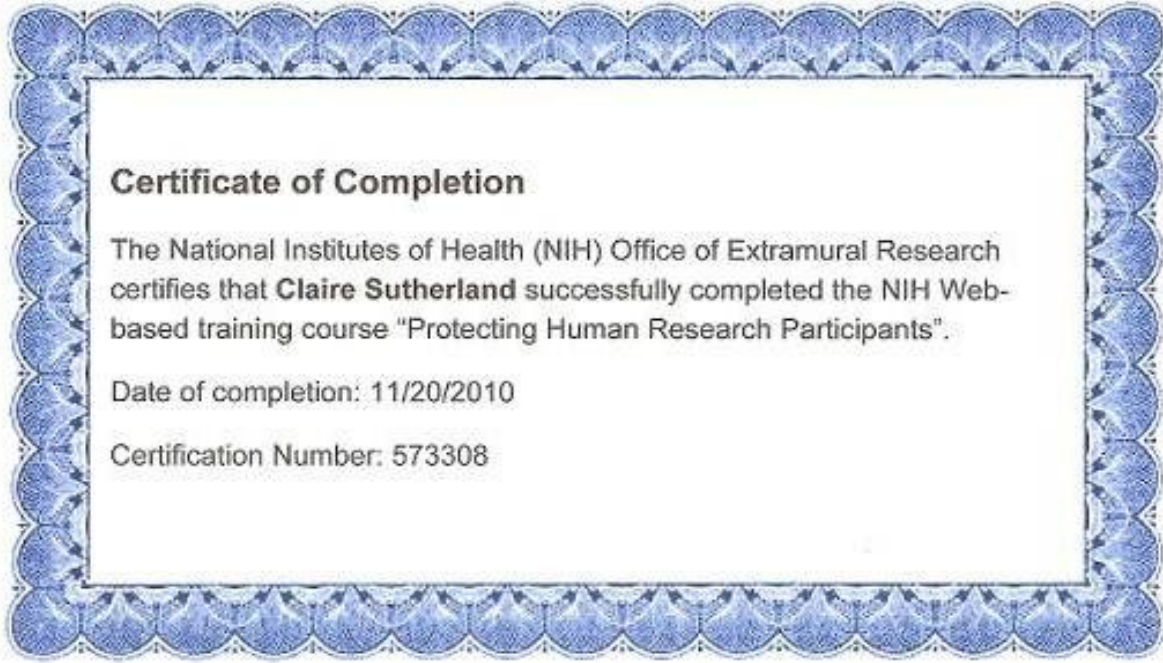 Certificate of Completion
The National Institutes of Health (NIH) Office of Extramural Research
certifies that Claire Sutherland successfully completed the NIH Web-
based training course “Protecting Human Research Participants”.
Date of completion: 11/20/2010
Certification Number: 573308